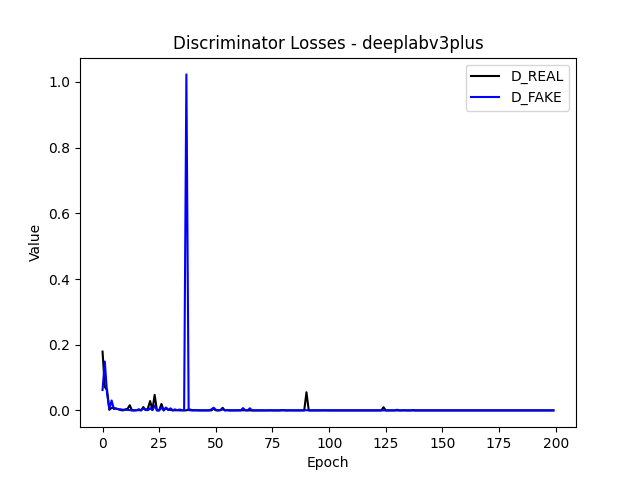 Discriminator Losses - deeplabv3plus
D_REAL
D_FAKE
Value
1.0
0.8
0.6
0.4
0.2
0.0
0 25 50 75 100 125 150 175 200
Epoch